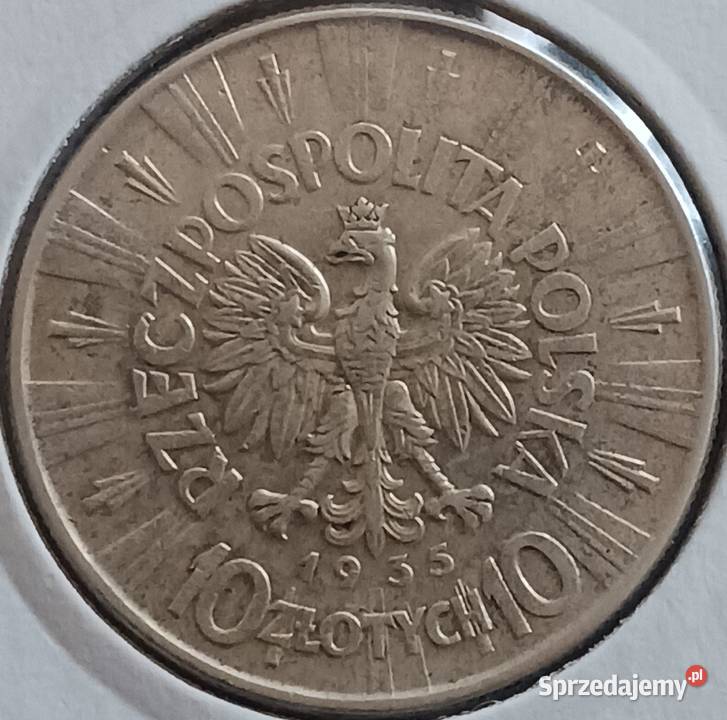 RZECZPOSPOLITA POLSKA
1935
10 ZŁOTYCH 10
Sprzedajemy.pl